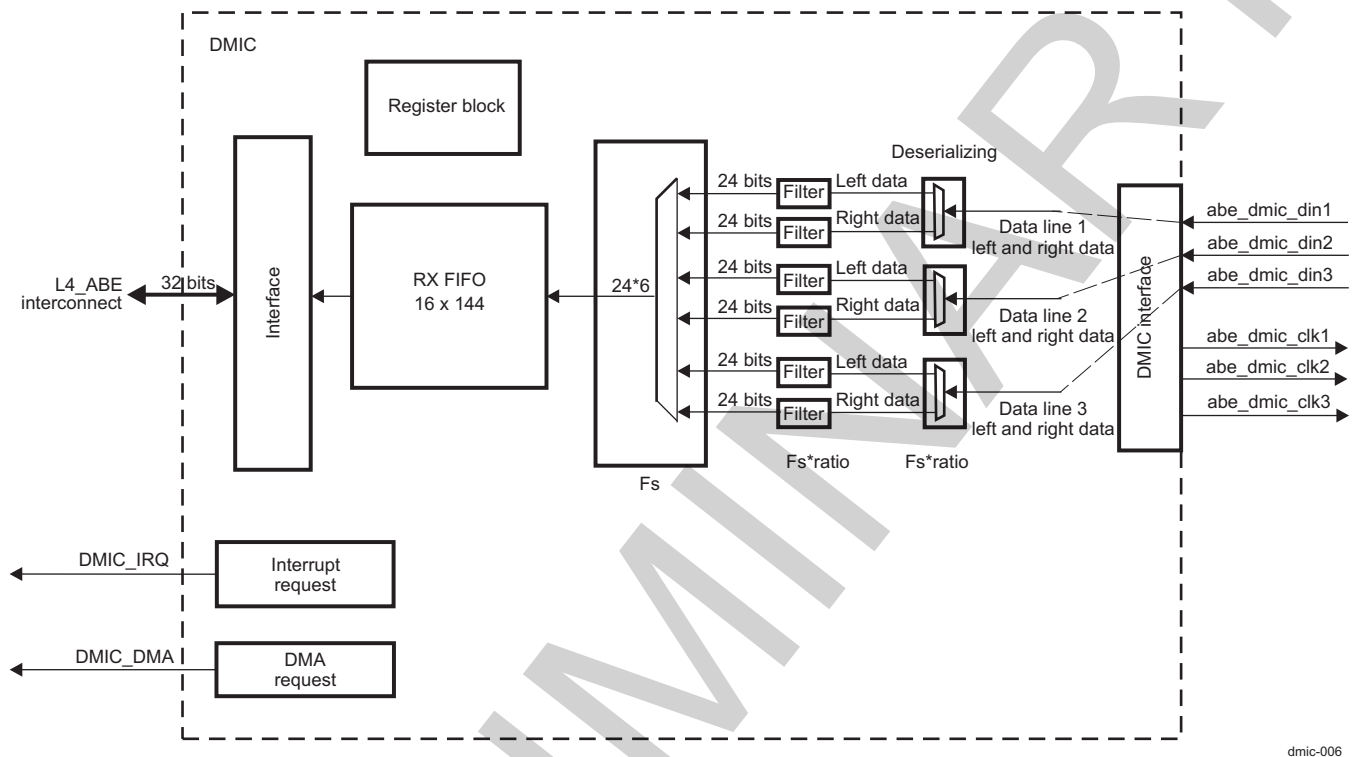 DMIC
Register block
Deserializing
Interface
RX FIFO
16 x 144
L4_ABE
interconnect
32 bits
24*6
Fs
24 bits
Filter
Left data
24 bits
Filter
Right data
24 bits
Filter
Left data
24 bits
Filter
Right data
24 bits
Filter
Left data
24 bits
Filter
Right data
Fs*ratio
Fs*ratio
Data line 1
left and right data
Data line 2
left and right data
Data line 3
left and right data
DMIC interface
abe_dmic_din1
abe_dmic_din2
abe_dmic_din3
abe_dmic_clk1
abe_dmic_clk2
abe_dmic_clk3
DMIC_IRQ
Interrupt
request
DMIC_DMA
DMA
request
dmic-006